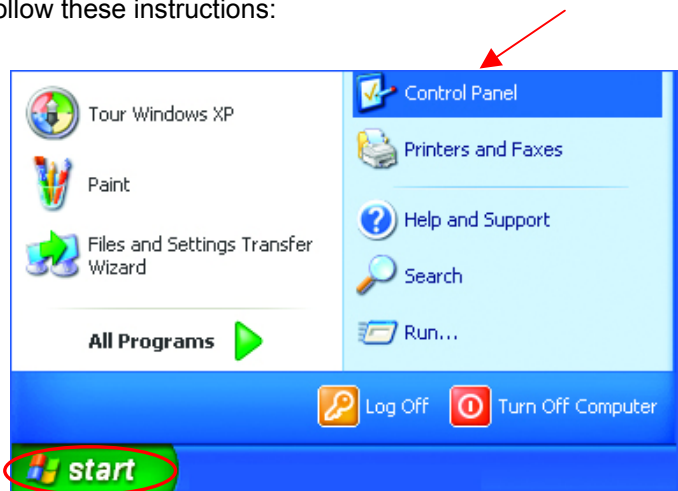 ollow these instructions:
Tour Windows XP
Paint
Files and Settings Transfer
Wizard
All Programs
Control Panel
Printers and Faxes
Help and Support
Search
Run...
Log Off
Turn Off Computer
start